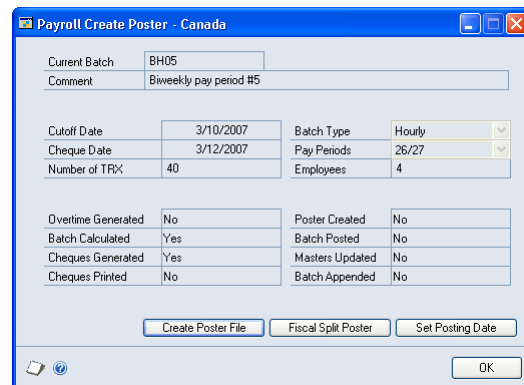 Payroll Create Poster - Canada
Current Batch BH05
Comment Biweekly pay period #5
Cutoff Date 3/10/2007 Batch Type Hourly
Cheque Date 3/12/2007 Pay Periods 26/27
Number of TRX 40 Employees 4
Overtime Generated No Poster Created No
Batch Calculated Yes Batch Posted No
Cheques Generated Yes Masters Updated No
Cheques Printed No Batch Appended No
Create Poster File Fiscal Split Poster Set Posting Date
OK